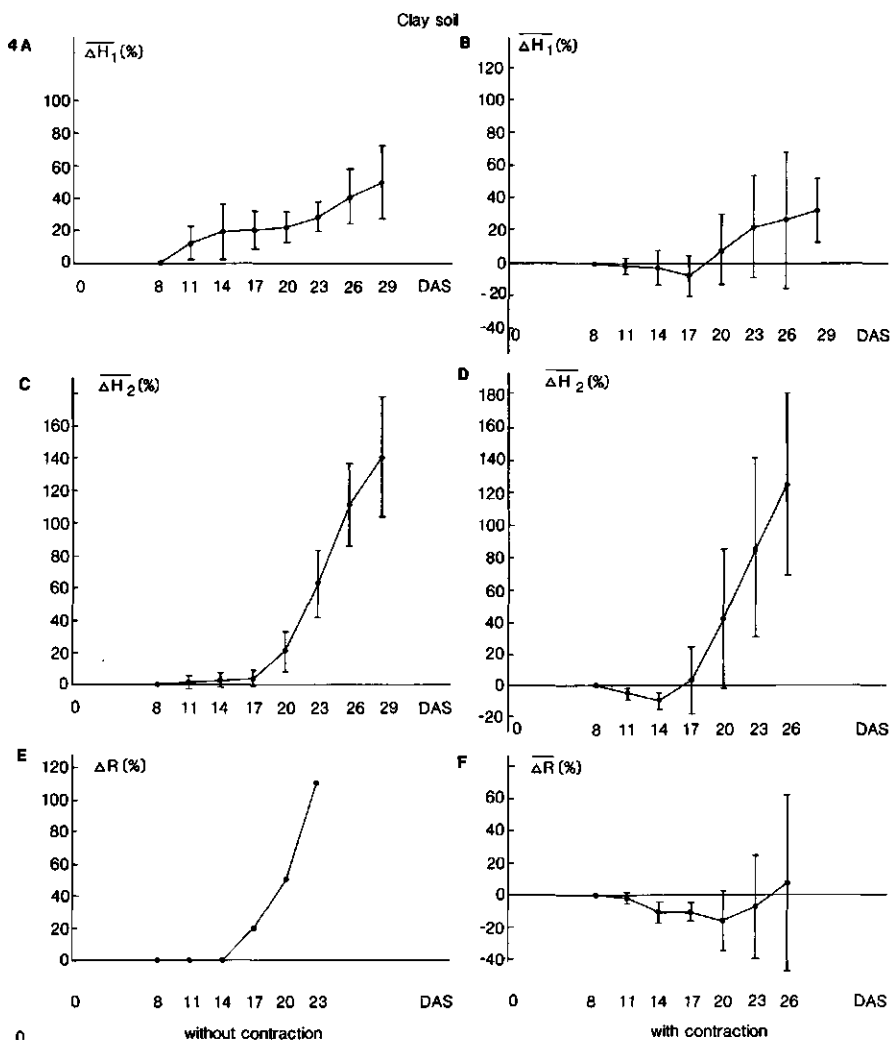 Clay soil
4 A
ΔH₁ (%)
100
80
60
40
20
0
0 8 11 14 17 20 23 26 29 DAS
B
ΔH₁ (%)
120
100
80
60
40
20
0
-20
-40
0 8 11 14 17 20 23 26 29 DAS
C
ΔH₂ (%)
160
140
120
100
80
60
40
20
0
0 8 11 14 17 20 23 26 29 DAS
D
ΔH₂ (%)
180
160
140
120
100
80
60
40
20
0
-20
0 8 11 14 17 20 23 26 DAS
E
ΔR (%)
120
100
80
60
40
20
0
0 8 11 14 17 20 23 DAS
F
ΔR (%)
60
40
20
0
-20
-40
0 8 11 14 17 20 23 26 DAS
0
without contraction
with contraction